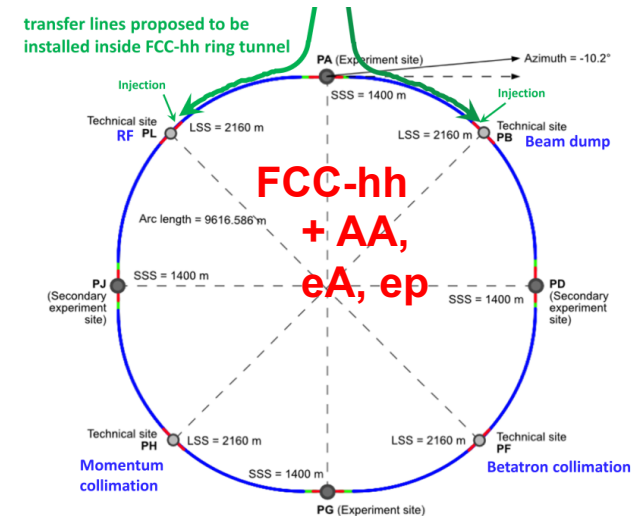 transfer lines proposed to be
installed inside FCC-hh ring tunnel
PA (Experiment site)
Azimuth = -10.2°
Injection
SSS = 1400 m
Injection
Technical site
RF PL
LSS = 2160 m
LSS = 2160 m
Technical site
PB
Beam dump
FCC-hh
+ AA,
eA, ep
Arc length = 9616.586 m
PJ
(Secondary
experiment
site)
SSS = 1400 m
SSS = 1400 m
PD
(Secondary
experiment
site)
Technical site
PH
LSS = 2160 m
LSS = 2160 m
Technical site
PF
Momentum
collimation
Betatron collimation
SSS = 1400 m
PG (Experiment site)